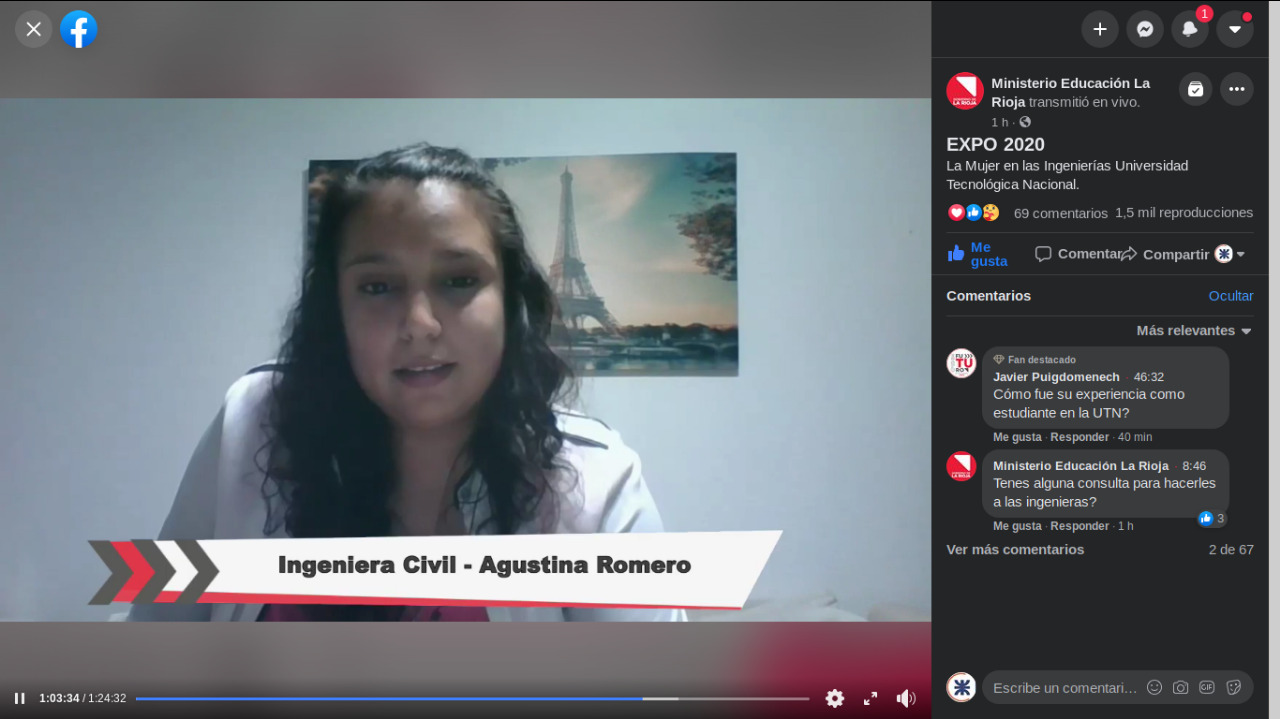 Ingeniera Civil - Agustina Romero
1:03:34 / 1:24:32
1
Ministerio Educación La
Rioja transmitió en vivo.
1 h ·
EXPO 2020
La Mujer en las Ingenierías Universidad
Tecnológica Nacional.
69 comentarios 1,5 mil reproducciones
Me
gusta
Comentar
Compartir
Comentarios Ocultar
Más relevantes
Fan destacado
Javier Puigdomenech · 46:32
Cómo fue su experiencia como
estudiante en la UTN?
Me gusta · Responder · 40 min
Ministerio Educación La Rioja · 8:46
Tenes alguna consulta para hacerles
a las ingenieras?
3
Me gusta · Responder · 1 h
Ver más comentarios 2 de 67
Escribe un comentari…
GIF